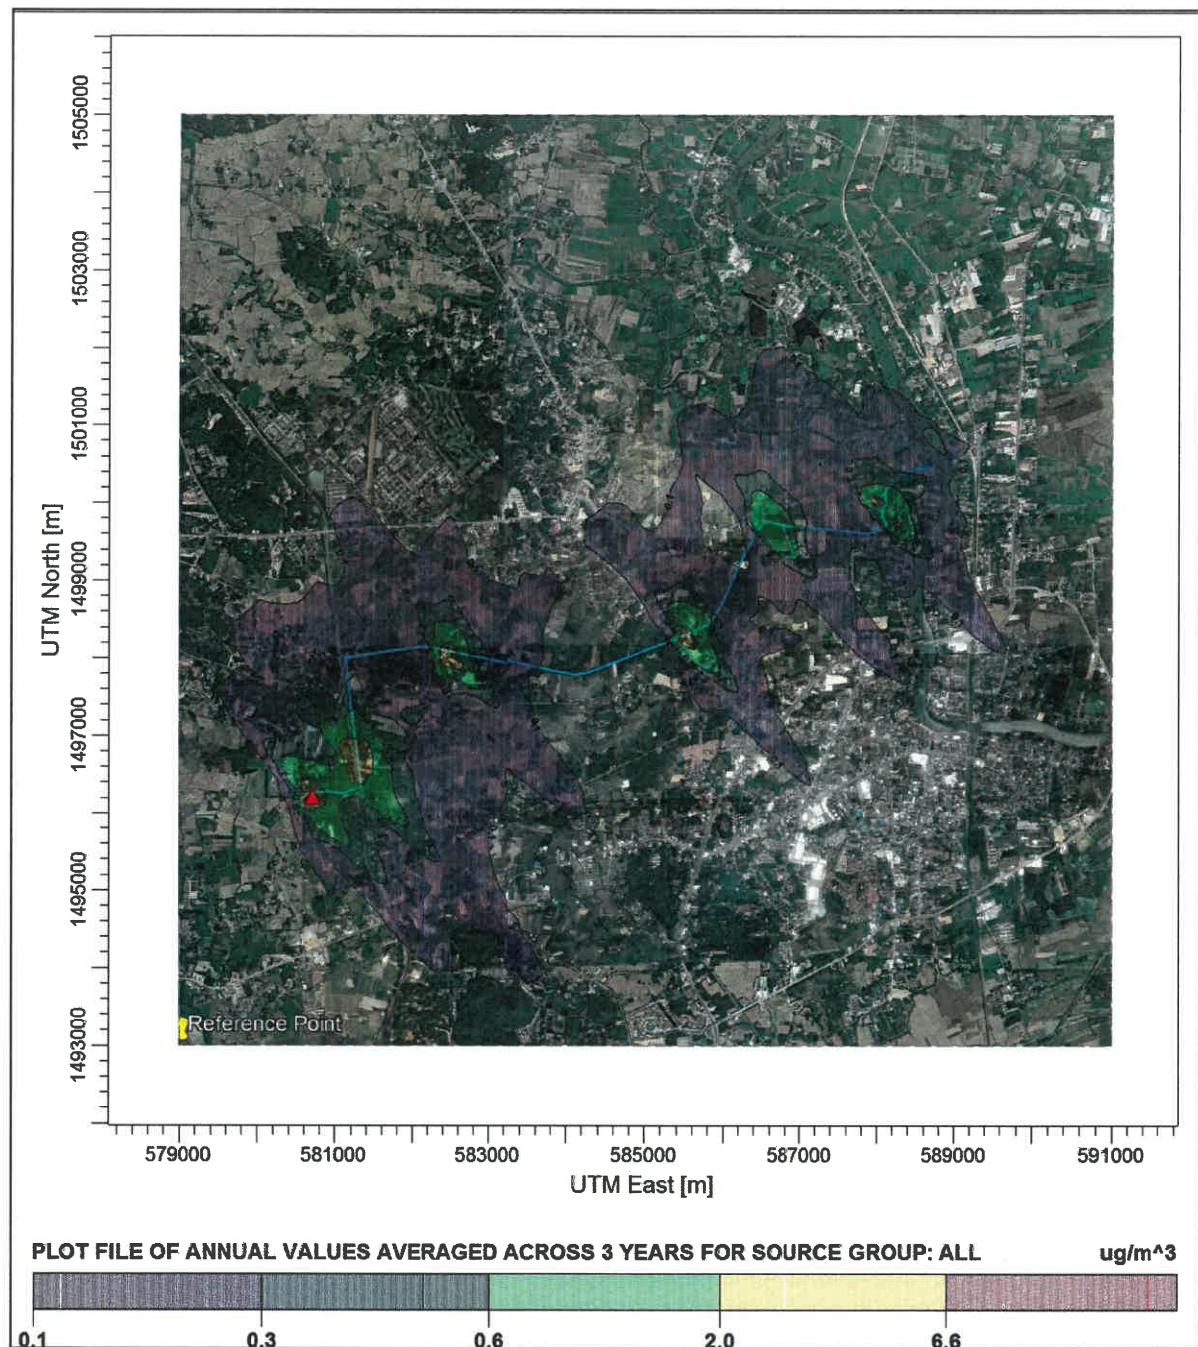 1505000
1503000
1501000
1499000
1497000
1495000
1493000
UTM North [m]
Reference Point
579000 581000 583000 585000 587000 589000 591000
UTM East [m]
PLOT FILE OF ANNUAL VALUES AVERAGED ACROSS 3 YEARS FOR SOURCE GROUP: ALL ug/m^3
0.1 0.3 0.6 2.0 6.6